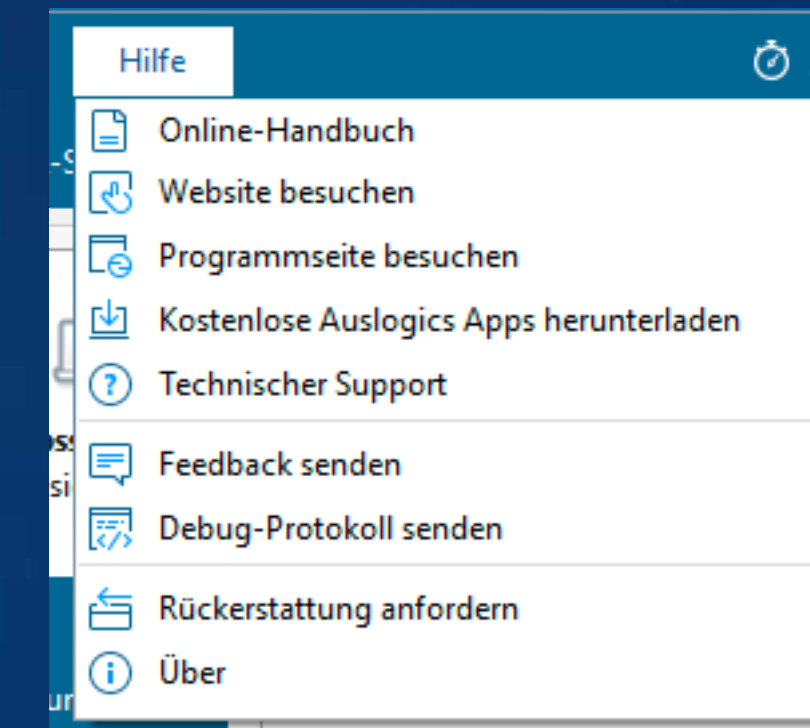 Hilfe
Online-Handbuch
Website besuchen
Programmseite besuchen
Kostenlose Auslogics Apps herunterladen
Technischer Support
Feedback senden
Debug-Protokoll senden
Rückerstattung anfordern
Über